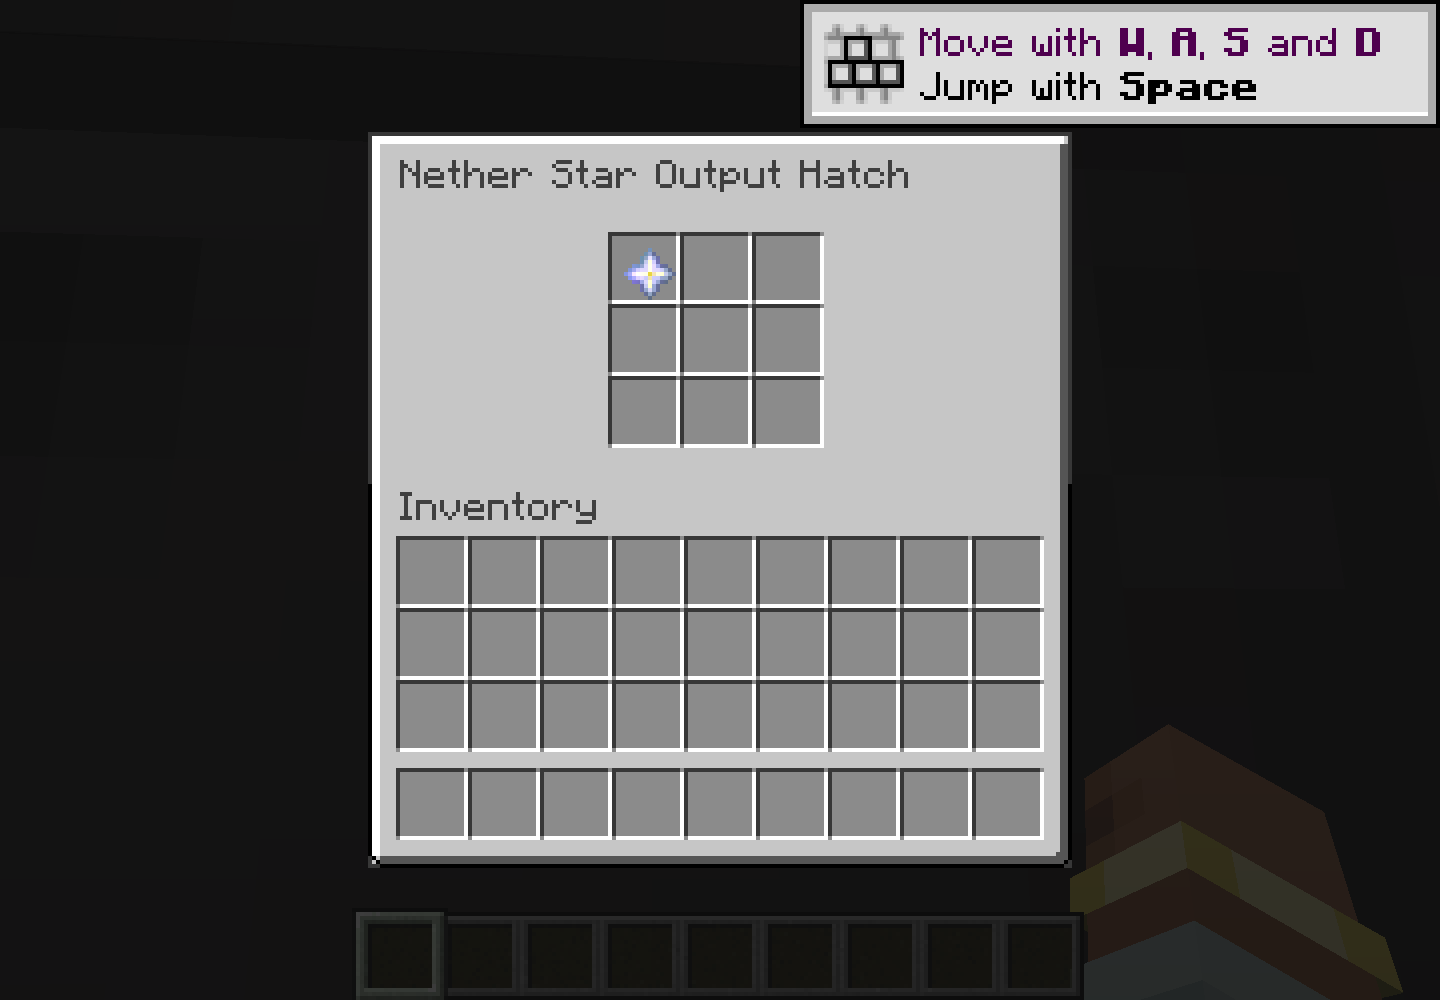 Move with W, A, S and D
Jump with Space
Nether Star Output Hatch
Inventory